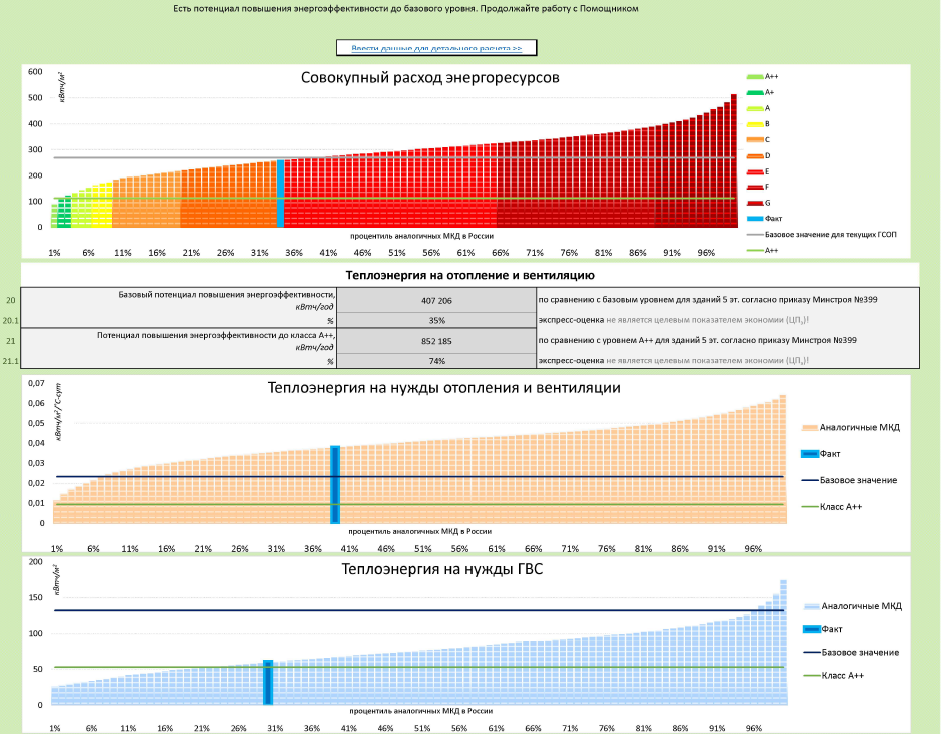 Есть потенциал повышения энергоэффективности до базового уровня. Продолжайте работу с Помощником
Ввести данные для детального расчета >>
Совокупный расход энергоресурсов
кВтч/м²
600
500
400
300
200
100
0
процентиль аналогичных МКД в России
1% 6% 11% 16% 21% 26% 31% 36% 41% 46% 51% 56% 61% 66% 71% 76% 81% 86% 91% 96%
A++
A+
A
B
C
D
E
F
G
Факт
Базовое значение для текущих ГСОП
A++
Теплоэнергия на отопление и вентиляцию
20 Базовый потенциал повышения энергоэффективности, кВтч/год 407 206 по сравнению с базовым уровнем для зданий 5 эт. согласно приказу Минстроя №399
20.1 % 35% экспресс-оценка не является целевым показателем экономии (ЦПэ)!
21 Потенциал повышения энергоэффективности до класса A++, кВтч/год 852 185 по сравнению с уровнем A++ для зданий 5 эт. согласно приказу Минстроя №399
21.1 % 74% экспресс-оценка не является целевым показателем экономии (ЦПэ)!
Теплоэнергия на нужды отопления и вентиляции
кВтч/м²/°С-сут
0,07
0,06
0,05
0,04
0,03
0,02
0,01
0
процентиль аналогичных МКД в России
1% 6% 11% 16% 21% 26% 31% 36% 41% 46% 51% 56% 61% 66% 71% 76% 81% 86% 91% 96%
Аналогичные МКД
Факт
Базовое значение
Класс A++
Теплоэнергия на нужды ГВС
кВтч/м²
200
150
100
50
0
процентиль аналогичных МКД в России
1% 6% 11% 16% 21% 26% 31% 36% 41% 46% 51% 56% 61% 66% 71% 76% 81% 86% 91% 96%
Аналогичные МКД
Факт
Базовое значение
Класс A++